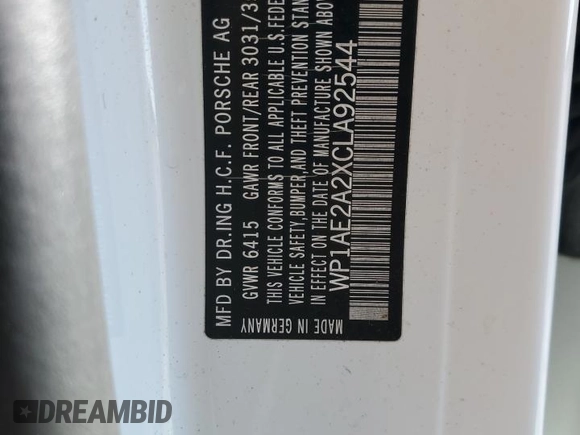 MFD BY DR.ING H.C.F. PORSCHE AG
GVWR 6415 GAWR FRONT/REAR 3031/3
THIS VEHICLE CONFORMS TO ALL APPLICABLE U.S.FEDE
VEHICLE SAFETY,BUMPER,AND THEFT PREVENTION STAN
IN EFFECT ON THE DATE OF MANUFACTURE SHOWN ABO
WP1AE2A2XCLA92544
MADE IN GERMANY
DREAMBID